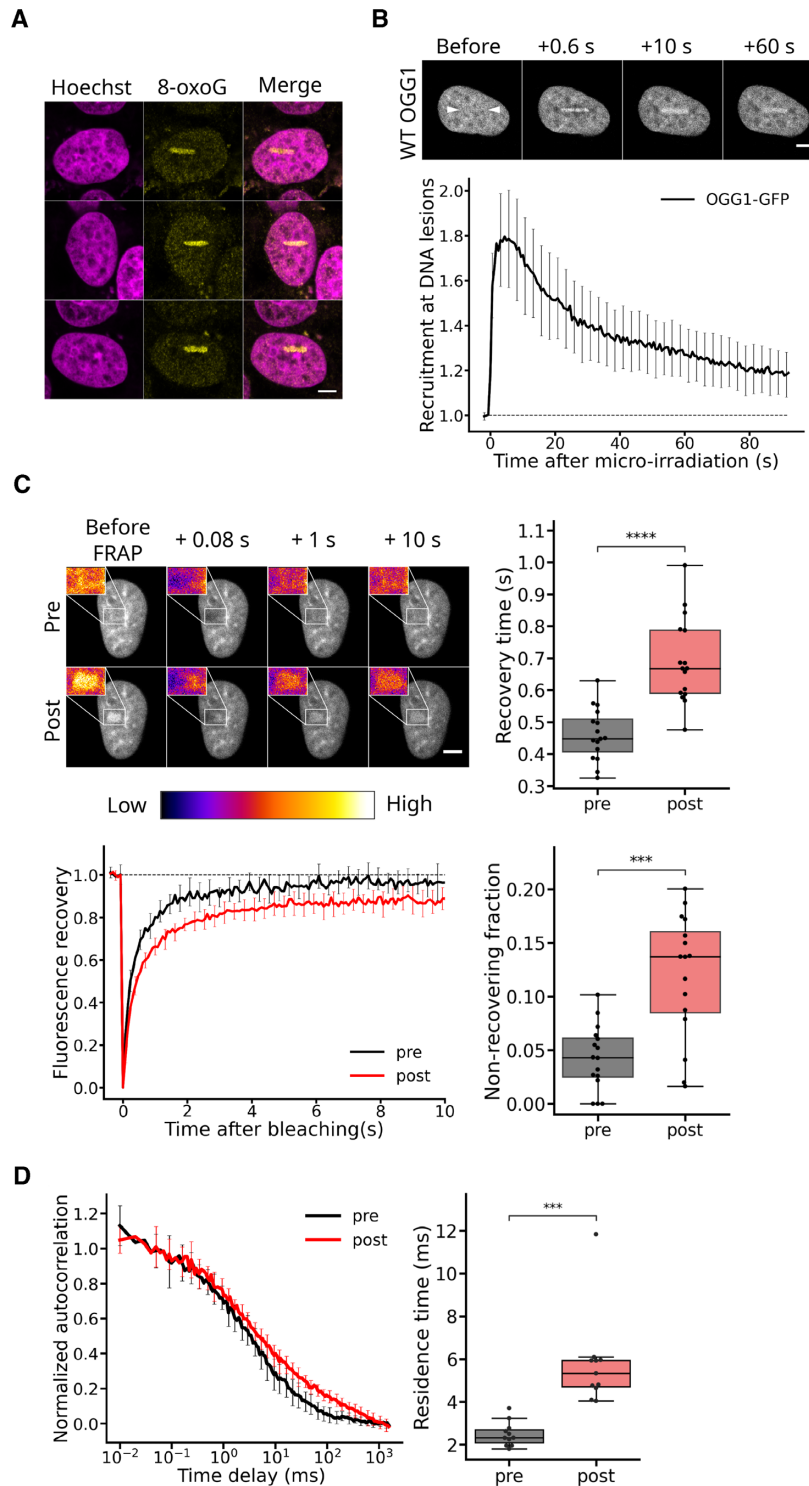 A
Hoechst 8-oxoG Merge
B
Before +0.6 s +10 s +60 s
WT OGG1
2.0
1.8
1.6
1.4
1.2
1.0
Recruitment at DNA lesions
OGG1-GFP
0 20 40 60 80
Time after micro-irradiation (s)
C
Before
FRAP + 0.08 s + 1 s + 10 s
Pre
Post
Low High
1.1
1.0
0.9
0.8
0.7
0.6
0.5
0.4
0.3
Recovery time (s)
****
pre post
1.0
0.8
0.6
0.4
0.2
0.0
Fluorescence recovery
pre
post
0 2 4 6 8 10
Time after bleaching(s)
0.20
0.15
0.10
0.05
0.00
Non-recovering fraction
***
pre post
D
1.2
1.0
0.8
0.6
0.4
0.2
0.0
Normalized autocorrelation
pre
post
10⁻² 10⁻¹ 10⁰ 10¹ 10² 10³
Time delay (ms)
12
10
8
6
4
2
Residence time (ms)
***
pre post